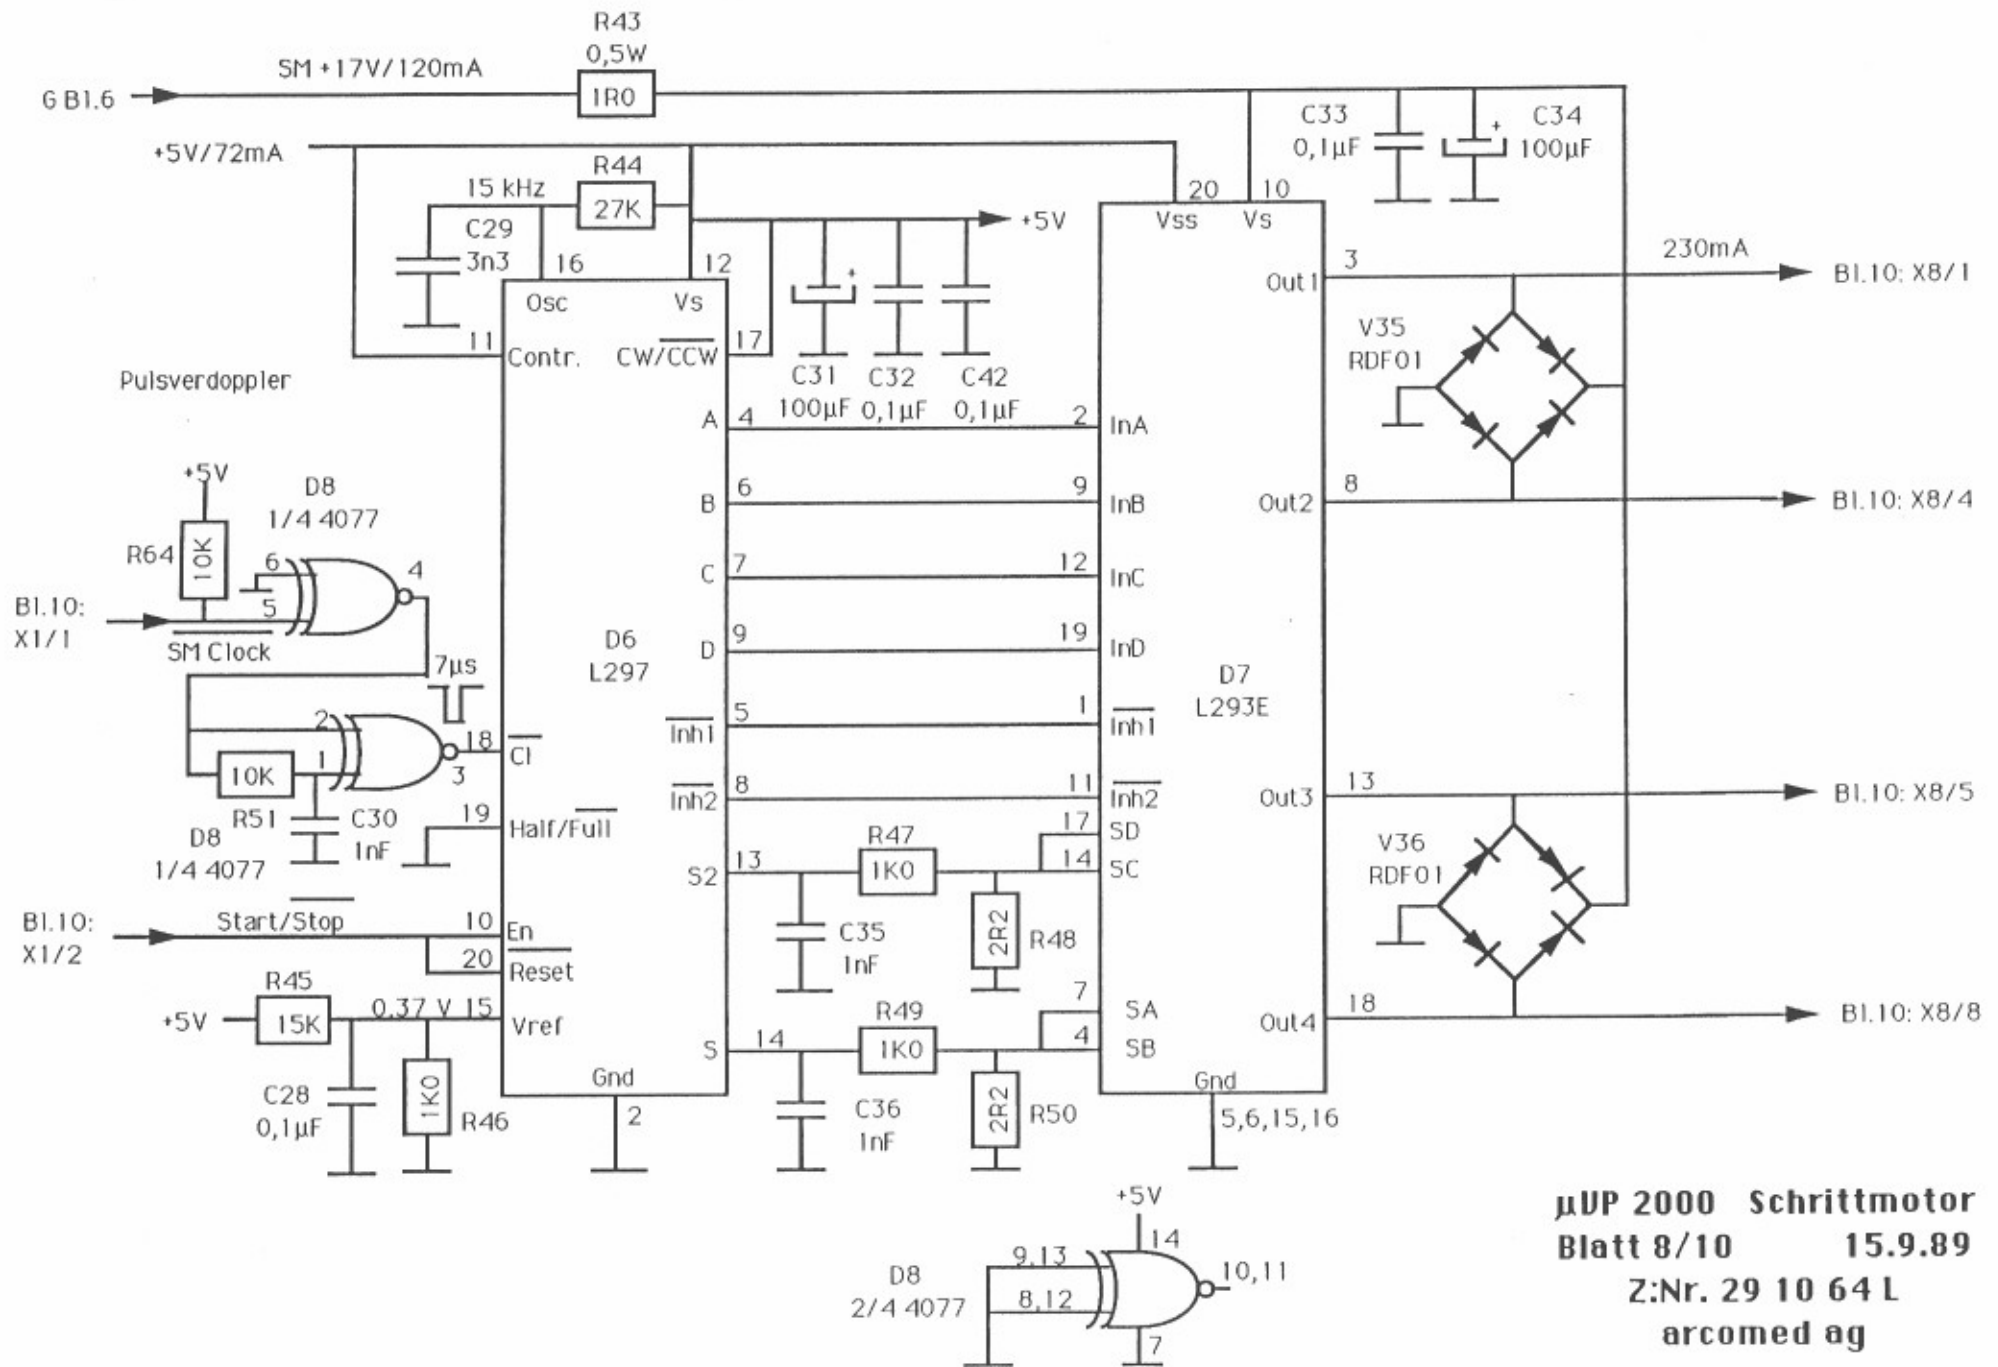 R43
0,5W
1R0
SM +17V/120mA
G Bl.6
+5V/72mA
R44
27K
15 kHz
C29
3n3
16
12
Osc
Vs
11
Contr.
CW/CCW
17
+5V
C31
100µF
C32
0,1µF
C42
0,1µF
C33
0,1µF
+
C34
100µF
+
20
10
Vss
Vs
Out1
3
230mA
Bl.10: X8/1
V35
RDF01
Out2
8
Bl.10: X8/4
Pulsverdoppler
+5V
D8
1/4 4077
R64
10K
6
5
4
Bl.10:
X1/1
SM Clock
7µs
2
1
3
18
Cl
10K
R51
C30
1nF
D8
1/4 4077
19
Half/Full
Bl.10:
X1/2
Start/Stop
10
En
20
Reset
R45
+5V
15K
0,37 V
15
Vref
C28
0,1µF
1K0
R46
Gnd
2
D6
L297
A
4
2
InA
B
6
9
InB
C
7
12
InC
D
9
19
InD
Inh1
5
1
Inh1
Inh2
8
11
Inh2
D7
L293E
17
SD
S2
13
R47
1K0
14
SC
C35
1nF
2R2
R48
7
SA
S
14
R49
1K0
4
SB
C36
1nF
2R2
R50
Gnd
5,6,15,16
Out3
13
Bl.10: X8/5
V36
RDF01
Out4
18
Bl.10: X8/8
+5V
14
9,13
8,12
10,11
7
D8
2/4 4077
µVP 2000 Schrittmotor
Blatt 8/10 15.9.89
Z:Nr. 29 10 64 L
arcomed ag